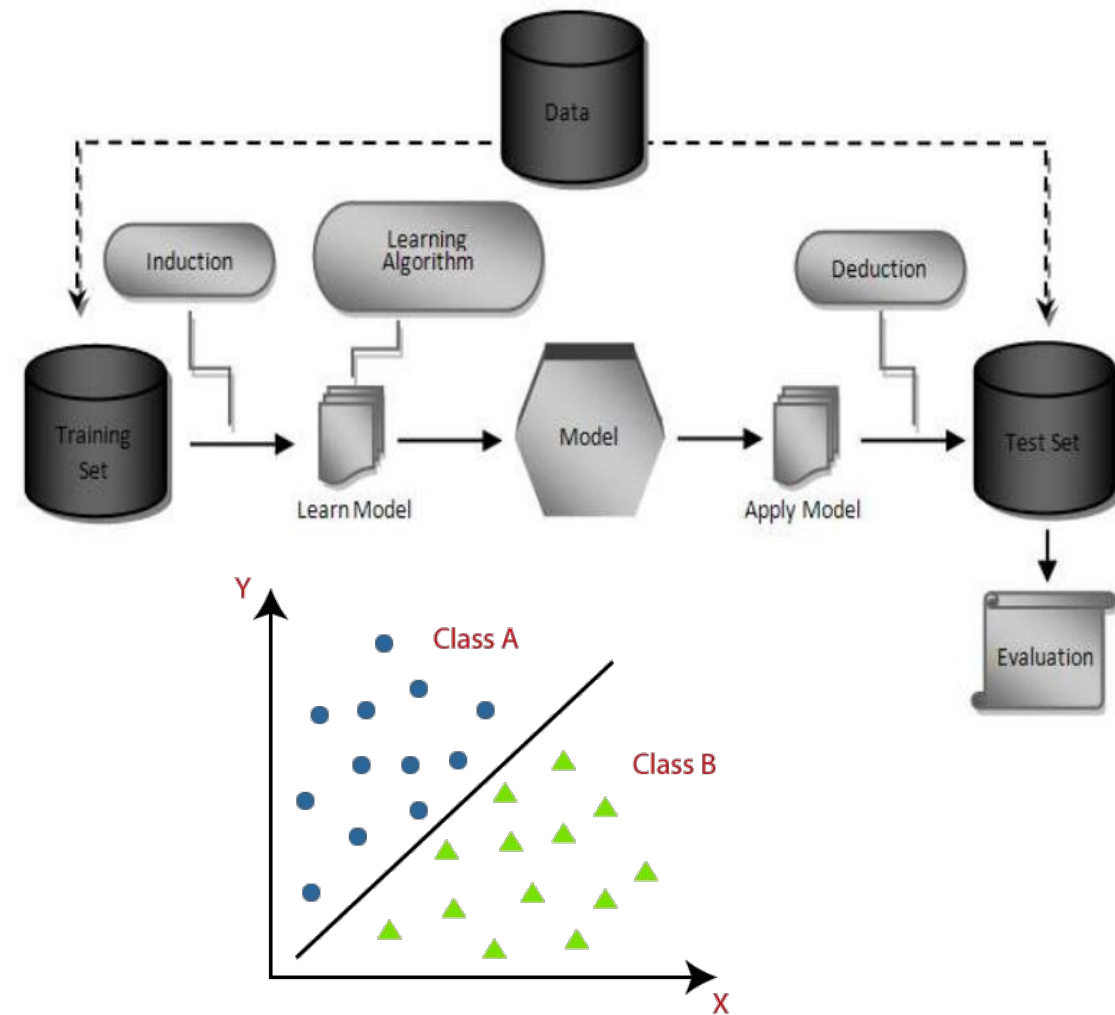 Data
Induction
Learning
Algorithm
Deduction
Training
Set
Learn Model
Model
Apply Model
Test Set
Evaluation
Y
Class A
Class B
X